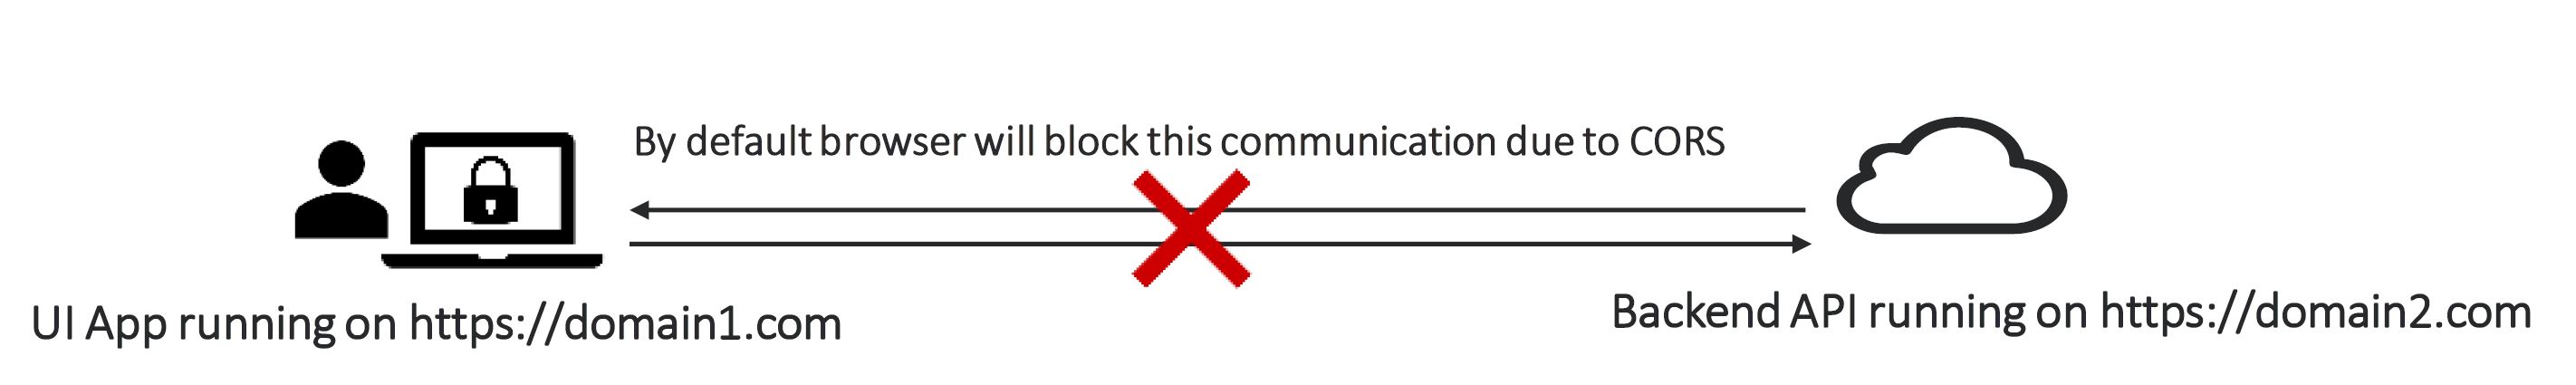 By default browser will block this communication due to CORS
UI App running on https://domain1.com
Backend API running on https://domain2.com